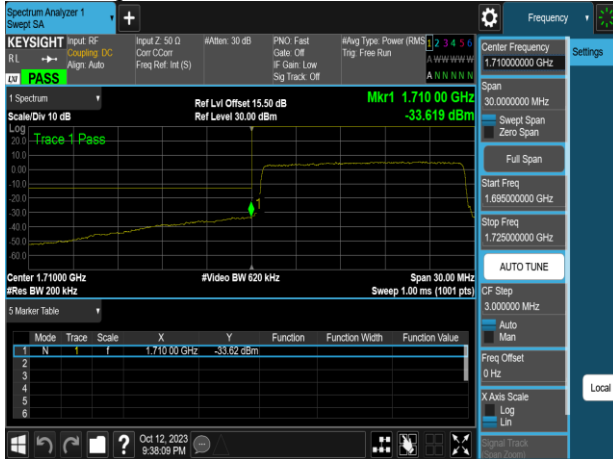 Spectrum Analyzer 1
Swept SA
+
Frequency
KEYSIGHT
Input: RF
Coupling: DC
Align: Auto
Input Z: 50 Ω
Corr CCorr
Freq Ref: Int (S)
#Atten: 30 dB
PNO: Fast
Gate: Off
IF Gain: Low
Sig Track: Off
#Avg Type: Power (RMS
Trig: Free Run
1 2 3 4 5 6
A W W W W W
A N N N N N
RL
LXI
PASS
1 Spectrum
Scale/Div 10 dB
Ref Lvl Offset 15.50 dB
Ref Level 30.00 dBm
Mkr1 1.710 00 GHz
-33.619 dBm
Log
Trace 1 Pass
20.0
10.0
0.00
-10.0
-20.0
-30.0
-40.0
-50.0
-60.0
1
Center 1.71000 GHz
#Video BW 620 kHz
Span 30.00 MHz
#Res BW 200 kHz
Sweep 1.00 ms (1001 pts)
5 Marker Table
Mode Trace Scale X Y Function Function Width Function Value
1 N 1 f 1.710 00 GHz -33.62 dBm
2
3
4
5
6
?
Oct 12, 2023
9:38:09 PM
Center Frequency
1.710000000 GHz
Settings
Span
30.0000000 MHz
Swept Span
Zero Span
Full Span
Start Freq
1.695000000 GHz
Stop Freq
1.725000000 GHz
AUTO TUNE
CF Step
3.000000 MHz
Auto
Man
Freq Offset
0 Hz
Local
X Axis Scale
Log
Lin
Signal Track
(Span Zoom)